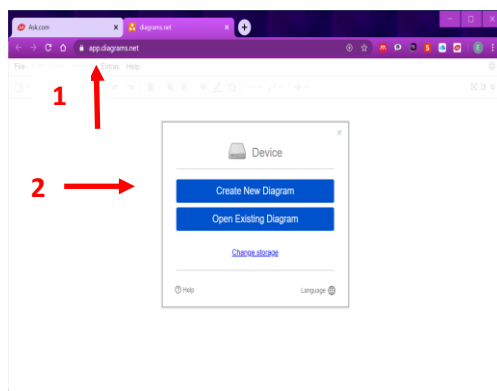 Ask.com
diagrams.net
app.diagrams.net
File
Extras Help
1
Device
2
Create New Diagram
Open Existing Diagram
Change storage
Help
Language